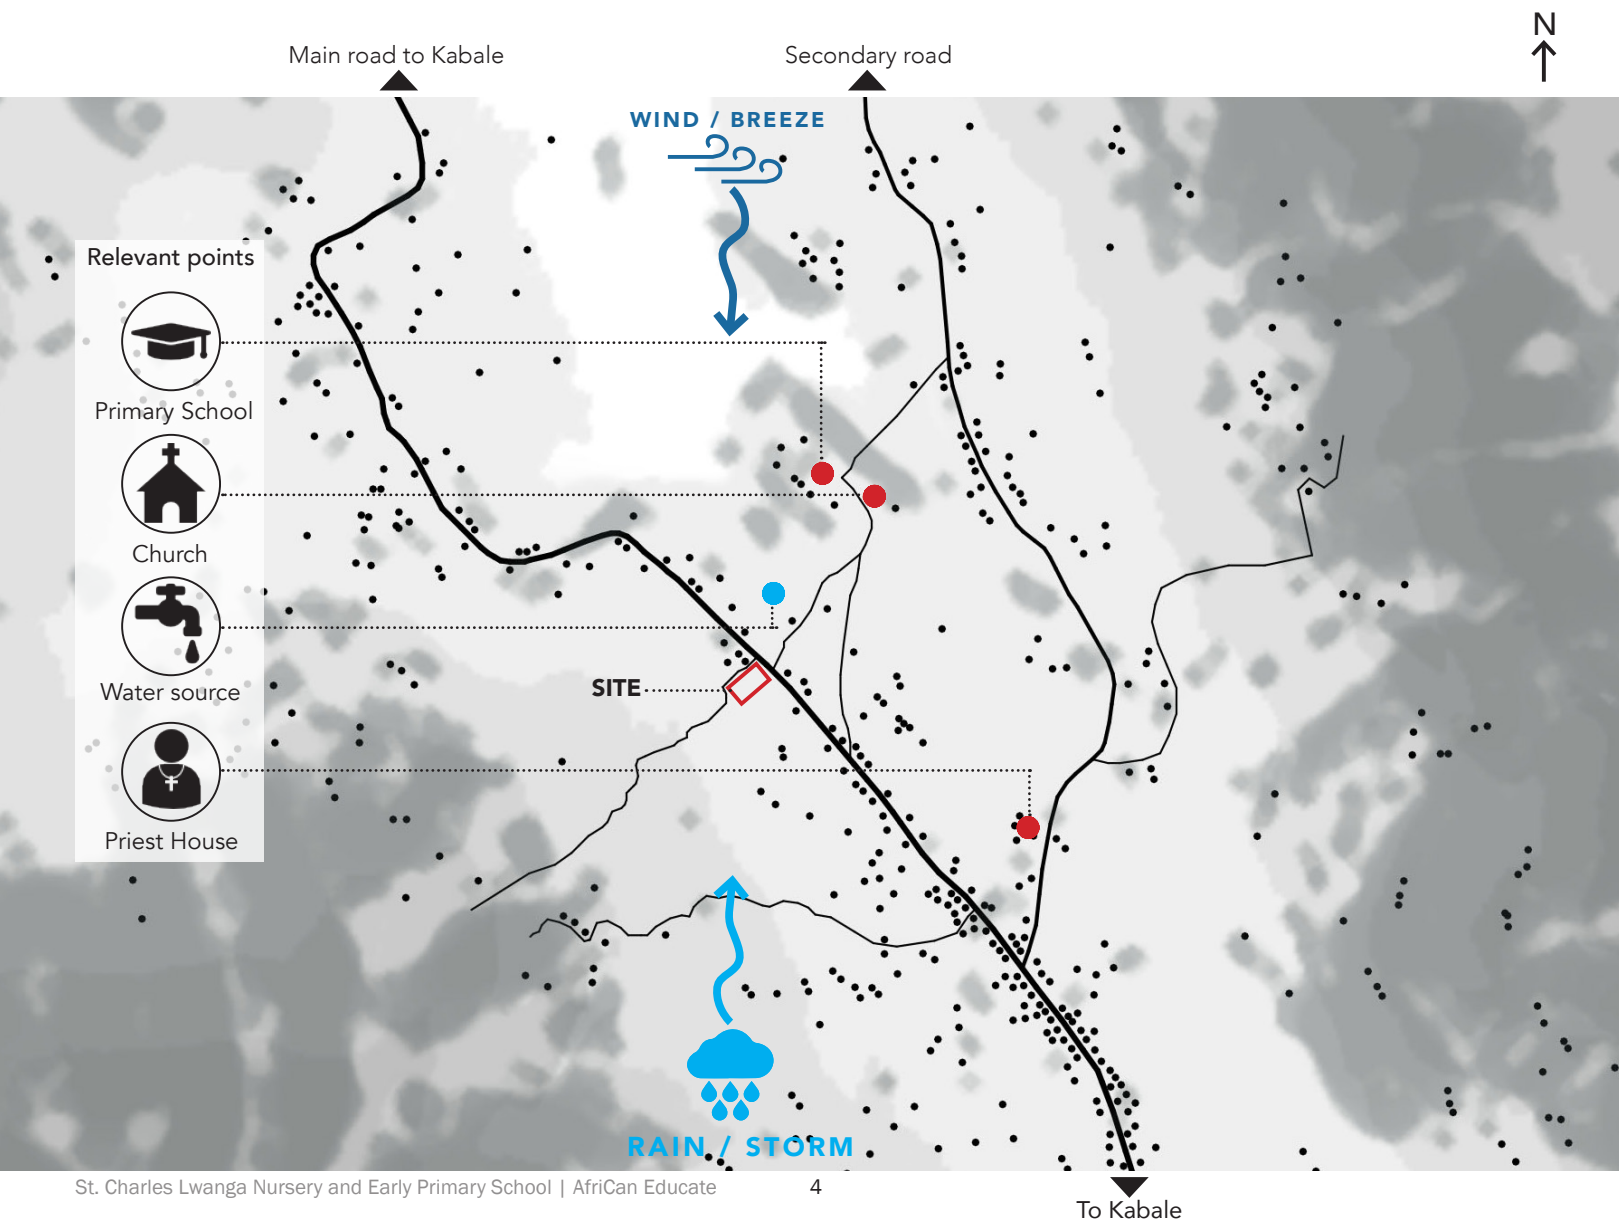 N
Main road to Kabale
Secondary road
WIND / BREEZE
Relevant points
Primary School
Church
Water source
SITE
Priest House
RAIN / STORM
St. Charles Lwanga Nursery and Early Primary School | AfriCan Educate
4
To Kabale